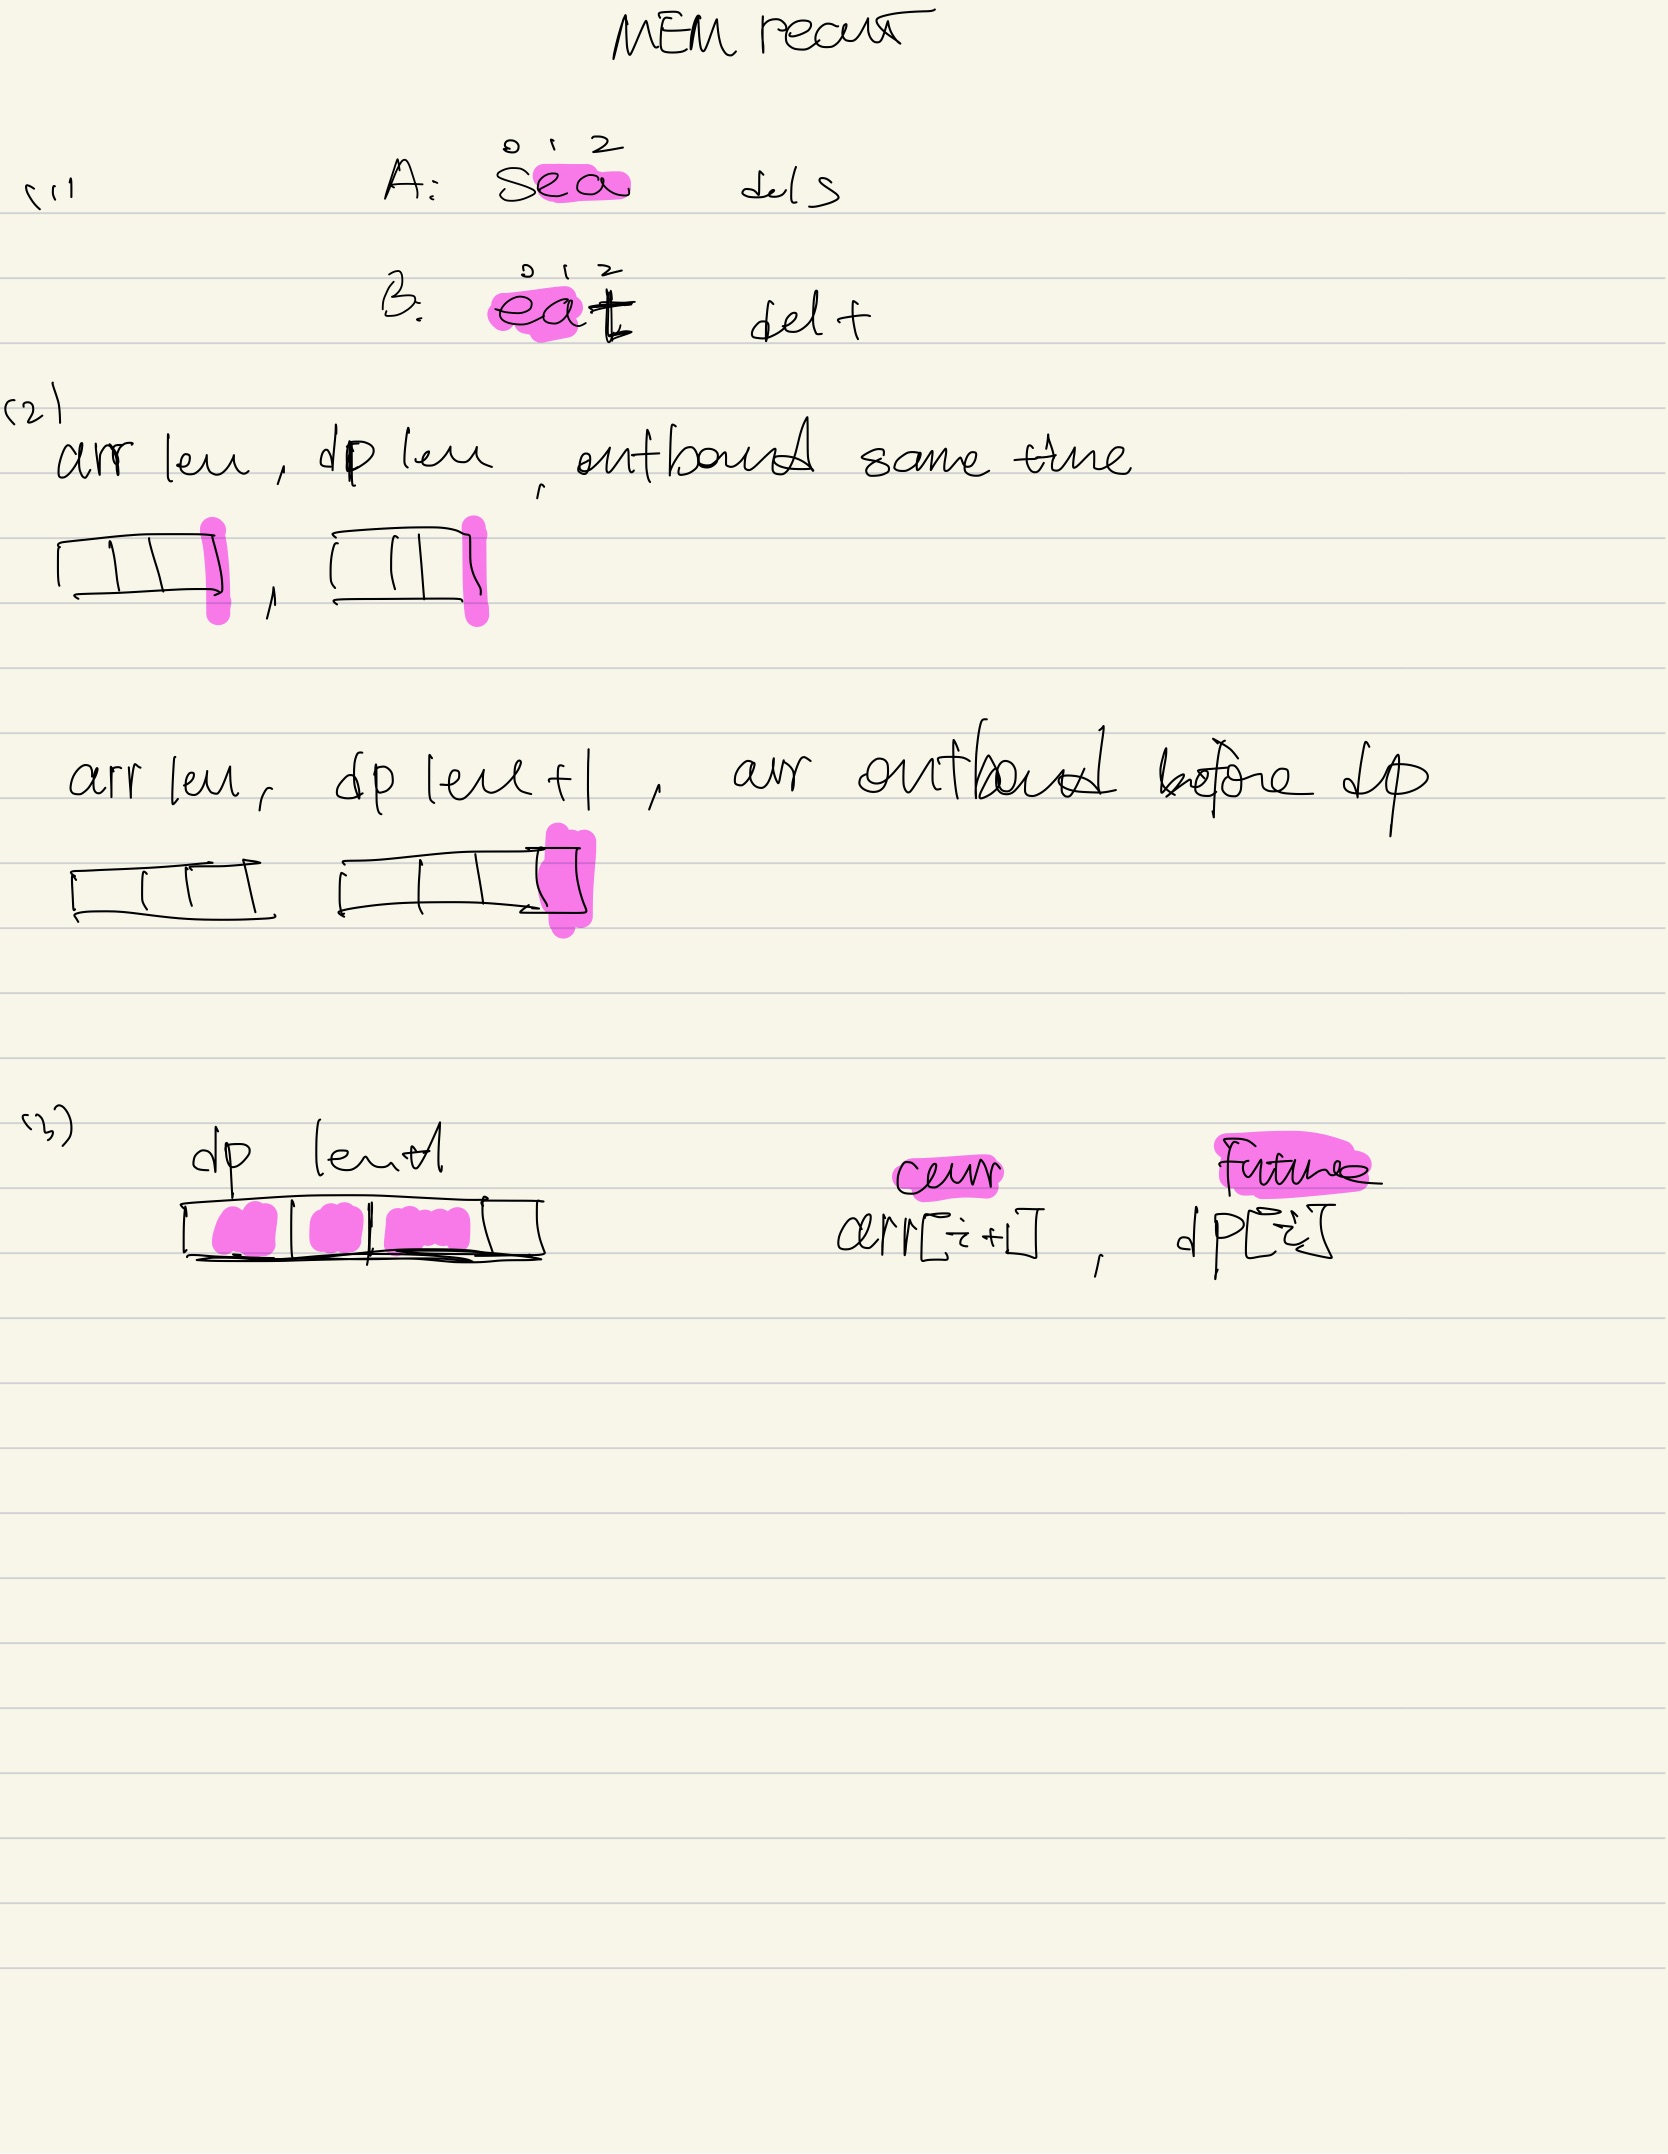 MEM recur
0 1 2
(1) A: sea del s
0 1 2
B: eat del t
(2)
arr len, dp len, outbound same time
,
arr len, dp len +1, arr outbound before dp
(3)
dp len+1 curr future
arr[i+1], dp[i]